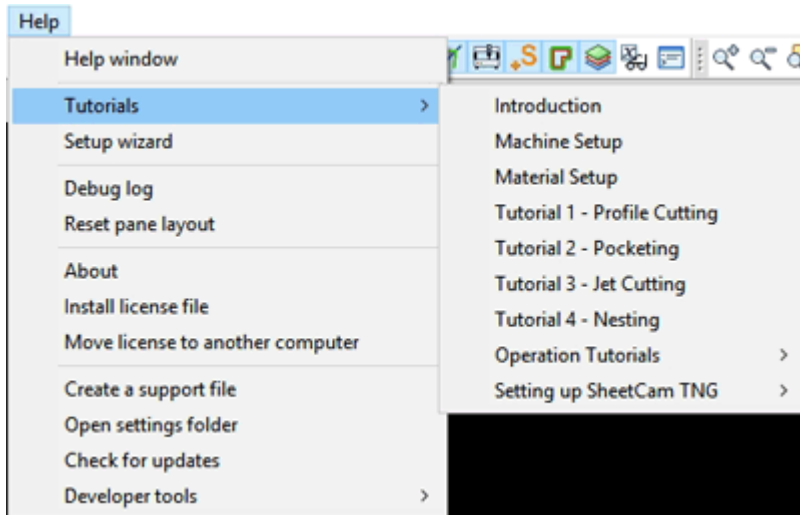 Help
Help window
Tutorials
Setup wizard
Debug log
Reset pane layout
About
Install license file
Move license to another computer
Create a support file
Open settings folder
Check for updates
Developer tools
Introduction
Machine Setup
Material Setup
Tutorial 1 - Profile Cutting
Tutorial 2 - Pocketing
Tutorial 3 - Jet Cutting
Tutorial 4 - Nesting
Operation Tutorials
Setting up SheetCam TNG